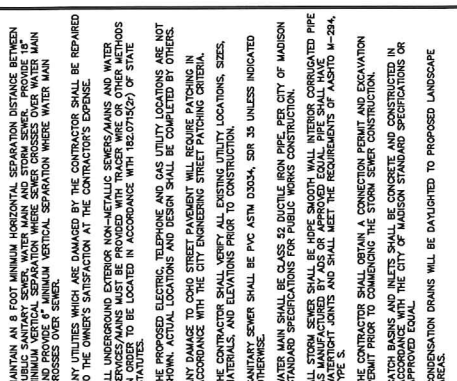 AINTAIN AN 8 FOOT MINIMUM HORIZONTAL SEPARATION DISTANCE BETWEEN
PUBLIC SANITARY SEWER, WATER MAIN AND STORM SEWER. PROVIDE 18"
MINIMUM VERTICAL SEPARATION WHERE SEWER CROSSES OVER WATER MAIN
ND PROVIDE 6" MINIMUM VERTICAL SEPARATION WHERE WATER MAIN
CROSSES OVER SEWER.
NY UTILITIES WHICH ARE DAMAGED BY THE CONTRACTOR SHALL BE REPAIRED
O THE OWNER'S SATISFACTION AT THE CONTRACTOR'S EXPENSE.
LL UNDERGROUND EXTERIOR NON-METALLIC SEWERS/MAINS AND WATER
SERVICES/MAINS MUST BE PROVIDED WITH TRACER WIRE OR OTHER METHODS
N ORDER TO BE LOCATED IN ACCORDANCE WITH 182.0715(2r) OF STATE
STATUTES.
HE PROPOSED ELECTRIC, TELEPHONE AND GAS UTILITY LOCATIONS ARE NOT
SHOWN. ACTUAL LOCATIONS AND DESIGN SHALL BE COMPLETED BY OTHERS.
ANY DAMAGE TO COHO STREET PAVEMENT WILL REQUIRE PATCHING IN
ACCORDANCE WITH THE CITY ENGINEERING STREET PATCHING CRITERIA.
HE CONTRACTOR SHALL VERIFY ALL EXISTING UTILITY LOCATIONS, SIZES,
MATERIALS, AND ELEVATIONS PRIOR TO CONSTRUCTION.
SANITARY SEWER SHALL BE PVC ASTM D3034, SDR 35 UNLESS INDICATED
OTHERWISE.
WATER MAIN SHALL BE CLASS 52 DUCTILE IRON PIPE, PER CITY OF MADISON
STANDARD SPECIFICATIONS FOR PUBLIC WORKS CONSTRUCTION.
LL STORM SEWER SHALL BE HDPE SMOOTH WALL INTERIOR CORRUGATED PIPE
AS MANUFACTURED BY ADS OR APPROVED EQUAL. PIPE SHALL HAVE
WATERTIGHT JOINTS AND SHALL MEET THE REQUIREMENTS OF AASHTO M-294,
TYPE S.
HE CONTRACTOR SHALL OBTAIN A CONNECTION PERMIT AND EXCAVATION
PERMIT PRIOR TO COMMENCING THE STORM SEWER CONSTRUCTION.
CATCH BASINS AND INLETS SHALL BE CONCRETE AND CONSTRUCTED IN
ACCORDANCE WITH THE CITY OF MADISON STANDARD SPECIFICATIONS OR
APPROVED EQUAL.
CONDENSATION DRAINS WILL BE DAYLIGHTED TO PROPOSED LANDSCAPE
AREAS.